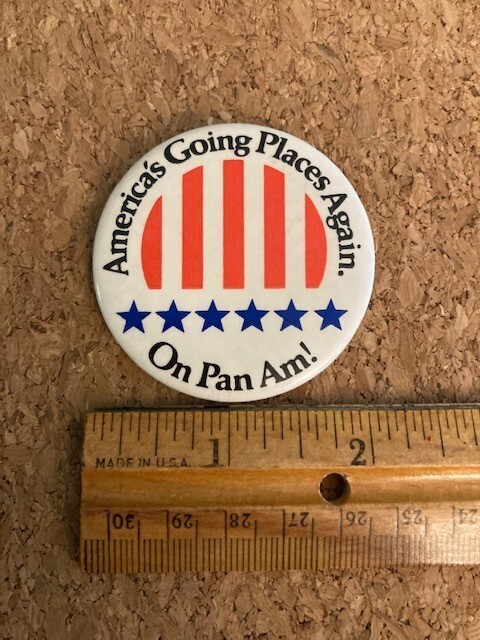 America's Going Places Again.
On Pan Am!
1 2
MADE IN U.S.A.
30 29 28 27 26 25 24